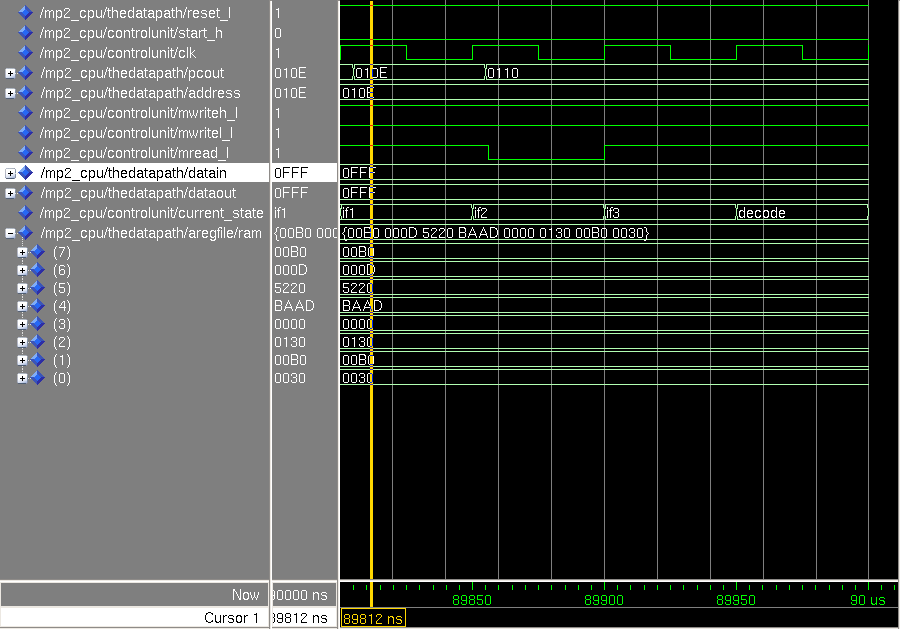 /mp2_cpu/thedatapath/reset_l 1
/mp2_cpu/controlunit/start_h 0
/mp2_cpu/controlunit/clk 1
/mp2_cpu/thedatapath/pcout 010E 010E 0110
/mp2_cpu/thedatapath/address 010E 010E
/mp2_cpu/controlunit/mwriteh_l 1
/mp2_cpu/controlunit/mwritel_l 1
/mp2_cpu/controlunit/mread_l 1
/mp2_cpu/thedatapath/datain 0FFF 0FFF
/mp2_cpu/thedatapath/dataout 0FFF 0FFF
/mp2_cpu/controlunit/current_state if1 if1 if2 if3 decode
/mp2_cpu/thedatapath/aregfile/ram {00B0 000 {00B0 000D 5220 BAAD 0000 0130 00B0 0030}
(7) 00B0 00B0
(6) 000D 000D
(5) 5220 5220
(4) BAAD BAAD
(3) 0000 0000
(2) 0130 0130
(1) 00B0 00B0
(0) 0030 0030
Now 90000 ns 89850 89900 89950 90 us
Cursor 1 89812 ns 89812 ns